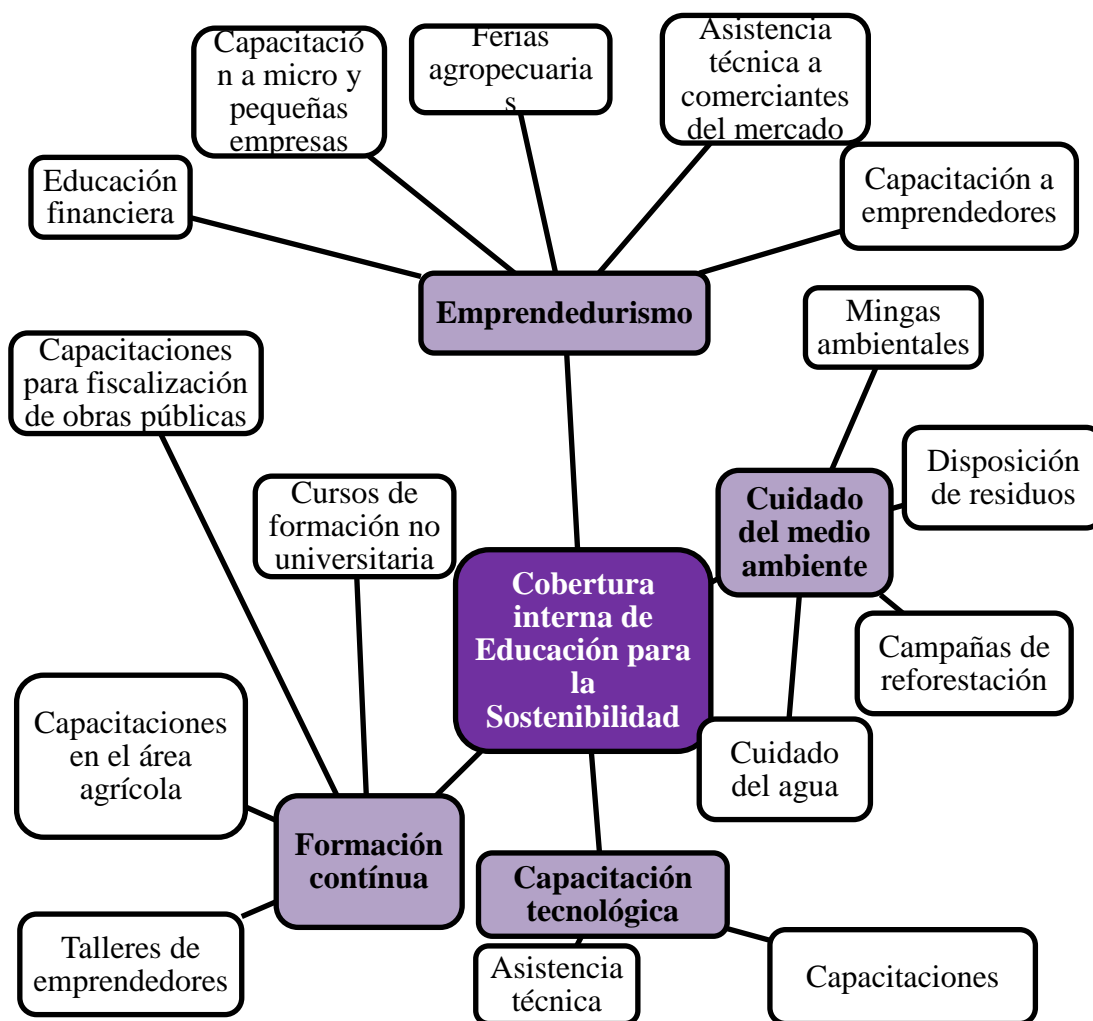 Capacitació
n a micro y
pequeñas
empresas
Ferias
agropecuaria
s
Asistencia
técnica a
comerciantes
del mercado
Educación
financiera
Capacitación a
emprendedores
Emprendedurismo
Mingas
ambientales
Capacitaciones
para fiscalización
de obras públicas
Disposición
de residuos
Cuidado
del medio
ambiente
Cursos de
formación no
universitaria
Cobertura
interna de
Educación para
la
Sostenibilidad
Campañas de
reforestación
Capacitaciones
en el área
agrícola
Cuidado
del agua
Formación
contínua
Capacitación
tecnológica
Talleres de
emprendedores
Asistencia
técnica
Capacitaciones